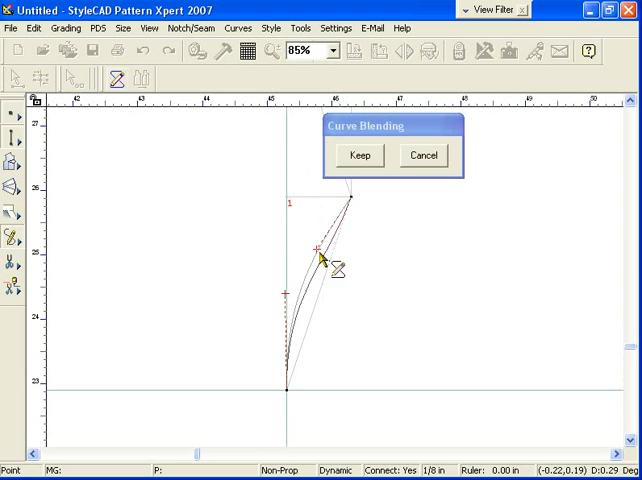 Untitled - StyleCAD Pattern Xpert 2007
View Filter
File Edit Grading PDS Size View Notch/Seam Curves Style Tools Settings E-Mail Help
85%
42 43 44 45 46 47 48 49 50
Curve Blending
Keep Cancel
27
26
1
25
24
23
Point MG: P: Non-Prop Dynamic Connect: Yes 1/8 in Ruler: 0.00 in (-0.22,0.19) D:0.29 Deg